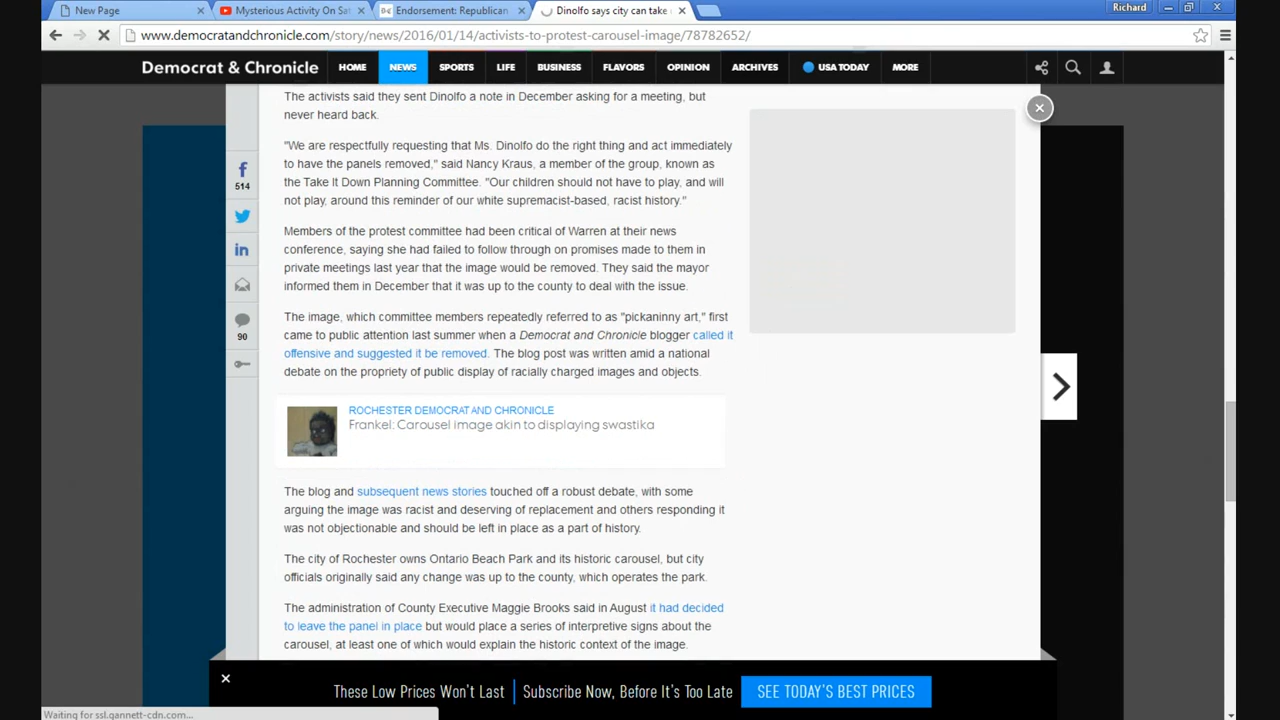 New Page
Mysterious Activity On Sat
Endorsement: Republican
Dinolfo says city can take
Richard
www.democratandchronicle.com/story/news/2016/01/14/activists-to-protest-carousel-image/78782652/
Democrat & Chronicle HOME NEWS SPORTS LIFE BUSINESS FLAVORS OPINION ARCHIVES USA TODAY MORE
The activists said they sent Dinolfo a note in December asking for a meeting, but
never heard back.
"We are respectfully requesting that Ms. Dinolfo do the right thing and act immediately
to have the panels removed," said Nancy Kraus, a member of the group, known as
the Take It Down Planning Committee. "Our children should not have to play, and will
not play, around this reminder of our white supremacist-based, racist history."
Members of the protest committee had been critical of Warren at their news
conference, saying she had failed to follow through on promises made to them in
private meetings last year that the image would be removed. They said the mayor
informed them in December that it was up to the county to deal with the issue.
The image, which committee members repeatedly referred to as "pickaninny art," first
came to public attention last summer when a Democrat and Chronicle blogger called it
offensive and suggested it be removed. The blog post was written amid a national
debate on the propriety of public display of racially charged images and objects.
ROCHESTER DEMOCRAT AND CHRONICLE
Frankel: Carousel image akin to displaying swastika
The blog and subsequent news stories touched off a robust debate, with some
arguing the image was racist and deserving of replacement and others responding it
was not objectionable and should be left in place as a part of history.
The city of Rochester owns Ontario Beach Park and its historic carousel, but city
officials originally said any change was up to the county, which operates the park.
The administration of County Executive Maggie Brooks said in August it had decided
to leave the panel in place but would place a series of interpretive signs about the
carousel, at least one of which would explain the historic context of the image.
514
90
These Low Prices Won't Last | Subscribe Now, Before It's Too Late SEE TODAY'S BEST PRICES
Waiting for ssl.gannett-cdn.com...